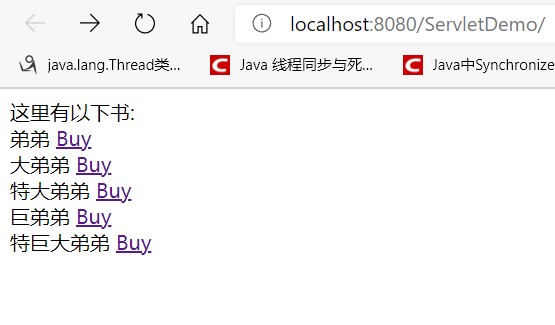 localhost:8080/ServletDemo/
java.lang.Thread类... Java 线程同步与死... Java中Synchronize
这里有以下书:
弟弟 Buy
大弟弟 Buy
特大弟弟 Buy
巨弟弟 Buy
特巨大弟弟 Buy